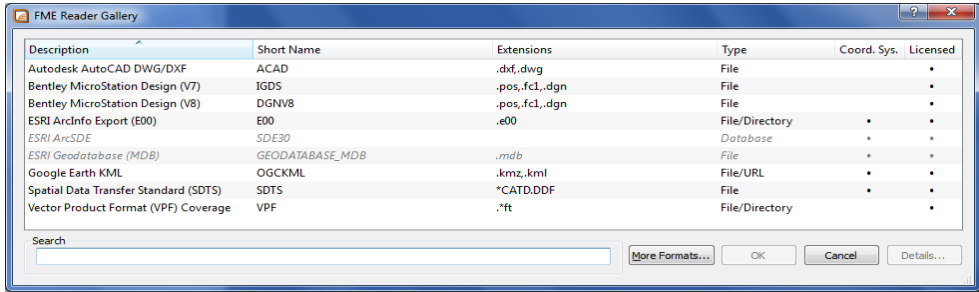 FME Reader Gallery
Description Short Name Extensions Type Coord. Sys. Licensed
Autodesk AutoCAD DWG/DXF ACAD .dxf,.dwg File •
Bentley MicroStation Design (V7) IGDS .pos,.fc1,.dgn File •
Bentley MicroStation Design (V8) DGNV8 .pos,.fc1,.dgn File •
ESRI ArcInfo Export (E00) E00 .e00 File/Directory • •
ESRI ArcSDE SDE30 Database • •
ESRI Geodatabase (MDB) GEODATABASE_MDB .mdb File • •
Google Earth KML OGCKML .kmz,.kml File/URL • •
Spatial Data Transfer Standard (SDTS) SDTS *CATD.DDF File • •
Vector Product Format (VPF) Coverage VPF .*ft File/Directory •
Search
More Formats... OK Cancel Details...